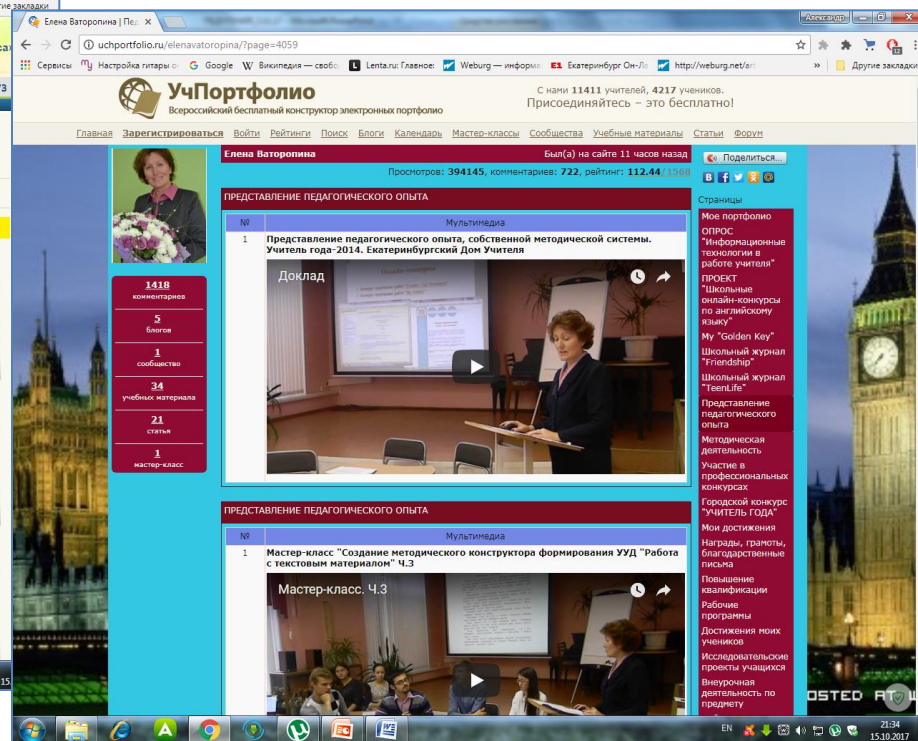 закладки
Елена Ваторопина | Пед
Александр
uchportfolio.ru/elenavatoropina/?page=4059
Сервисы
Настройка гитары о
Google
Википедия — свобо
Lenta.ru: Главное:
Weburg — информа
Екатеринбург Он-Ла
http://weburg.net/ar
»
Другие закладки
УчПортфолио
Всероссийский бесплатный конструктор электронных портфолио
С нами 11411 учителей, 4217 учеников.
Присоединяйтесь – это бесплатно!
Главная Зарегистрироваться Войти Рейтинги Поиск Блоги Календарь Мастер-классы Сообщества Учебные материалы Статьи Форум
Елена Ваторопина
Был(а) на сайте 11 часов назад
Просмотров: 394145, комментариев: 722, рейтинг: 112.44/1568
1418
комментариев
5
блогов
1
сообщество
34
учебных материала
21
статья
1
мастер-класс
ПРЕДСТАВЛЕНИЕ ПЕДАГОГИЧЕСКОГО ОПЫТА
№ Мультимедиа
1 Представление педагогического опыта, собственной методической системы.
Учитель года-2014. Екатеринбургский Дом Учителя
Доклад
ПРЕДСТАВЛЕНИЕ ПЕДАГОГИЧЕСКОГО ОПЫТА
№ Мультимедиа
1 Мастер-класс "Создание методического конструктора формирования УУД "Работа
с текстовым материалом" Ч.3
Мастер-класс. Ч.3
Поделиться...
Страницы
Мое портфолио
ОПРОС
"Информационные
технологии в
работе учителя"
ПРОЕКТ
"Школьные
онлайн-конкурсы
по английскому
языку"
My "Golden Key"
Школьный журнал
"Friendship"
Школьный журнал
"TeenLife"
Представление
педагогического
опыта
Методическая
деятельность
Участие в
профессиональных
конкурсах
Городской конкурс
"УЧИТЕЛЬ ГОДА"
Мои достижения
Награды, грамоты,
благодарственные
письма
Повышение
квалификации
Рабочие
программы
Достижения моих
учеников
Исследовательские
проекты учащихся
Внеурочная
деятельность по
предмету
OSTED AT
EN
21:34
15.10.2017